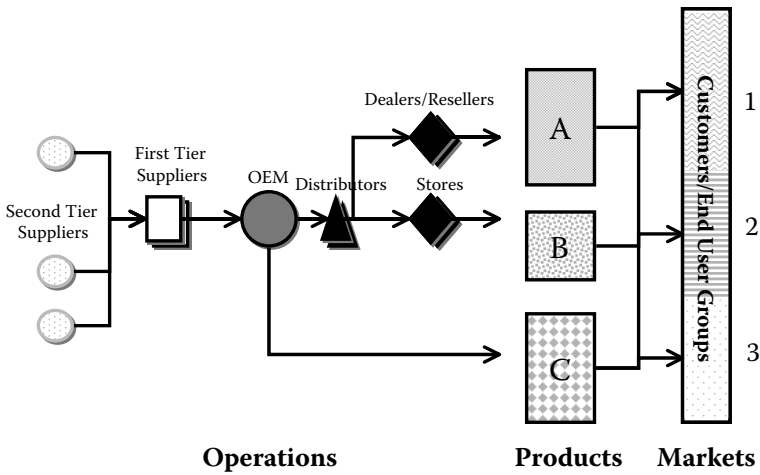 Dealers/Resellers
First Tier
Suppliers
OEM
Distributors
Stores
Second Tier
Suppliers
A
B
C
Customers/End User Groups
1
2
3
Operations
Products
Markets